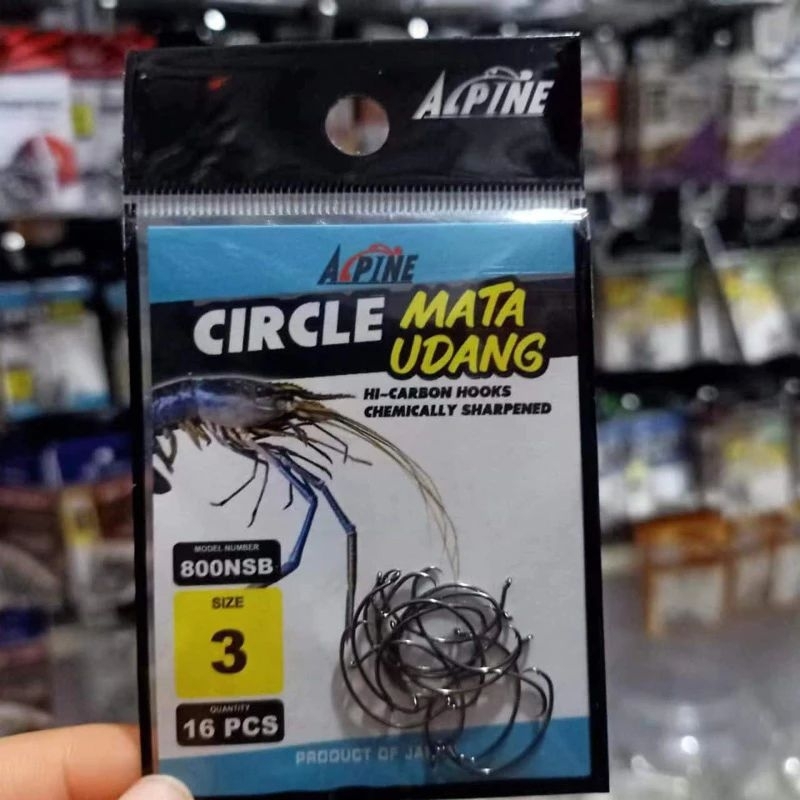 ALPINE
ALPINE
CIRCLE MATA UDANG
HI-CARBON HOOKS
CHEMICALLY SHARPENED
MODEL NUMBER
800NSB
SIZE
3
QUANTITY
16 PCS
PRODUCT OF